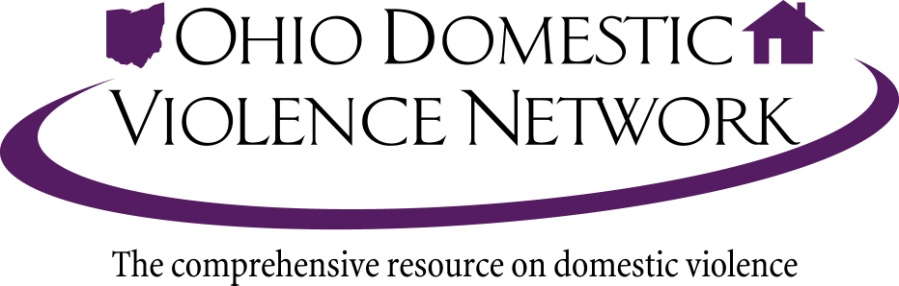 OHIO DOMESTIC
VIOLENCE NETWORK
The comprehensive resource on domestic violence